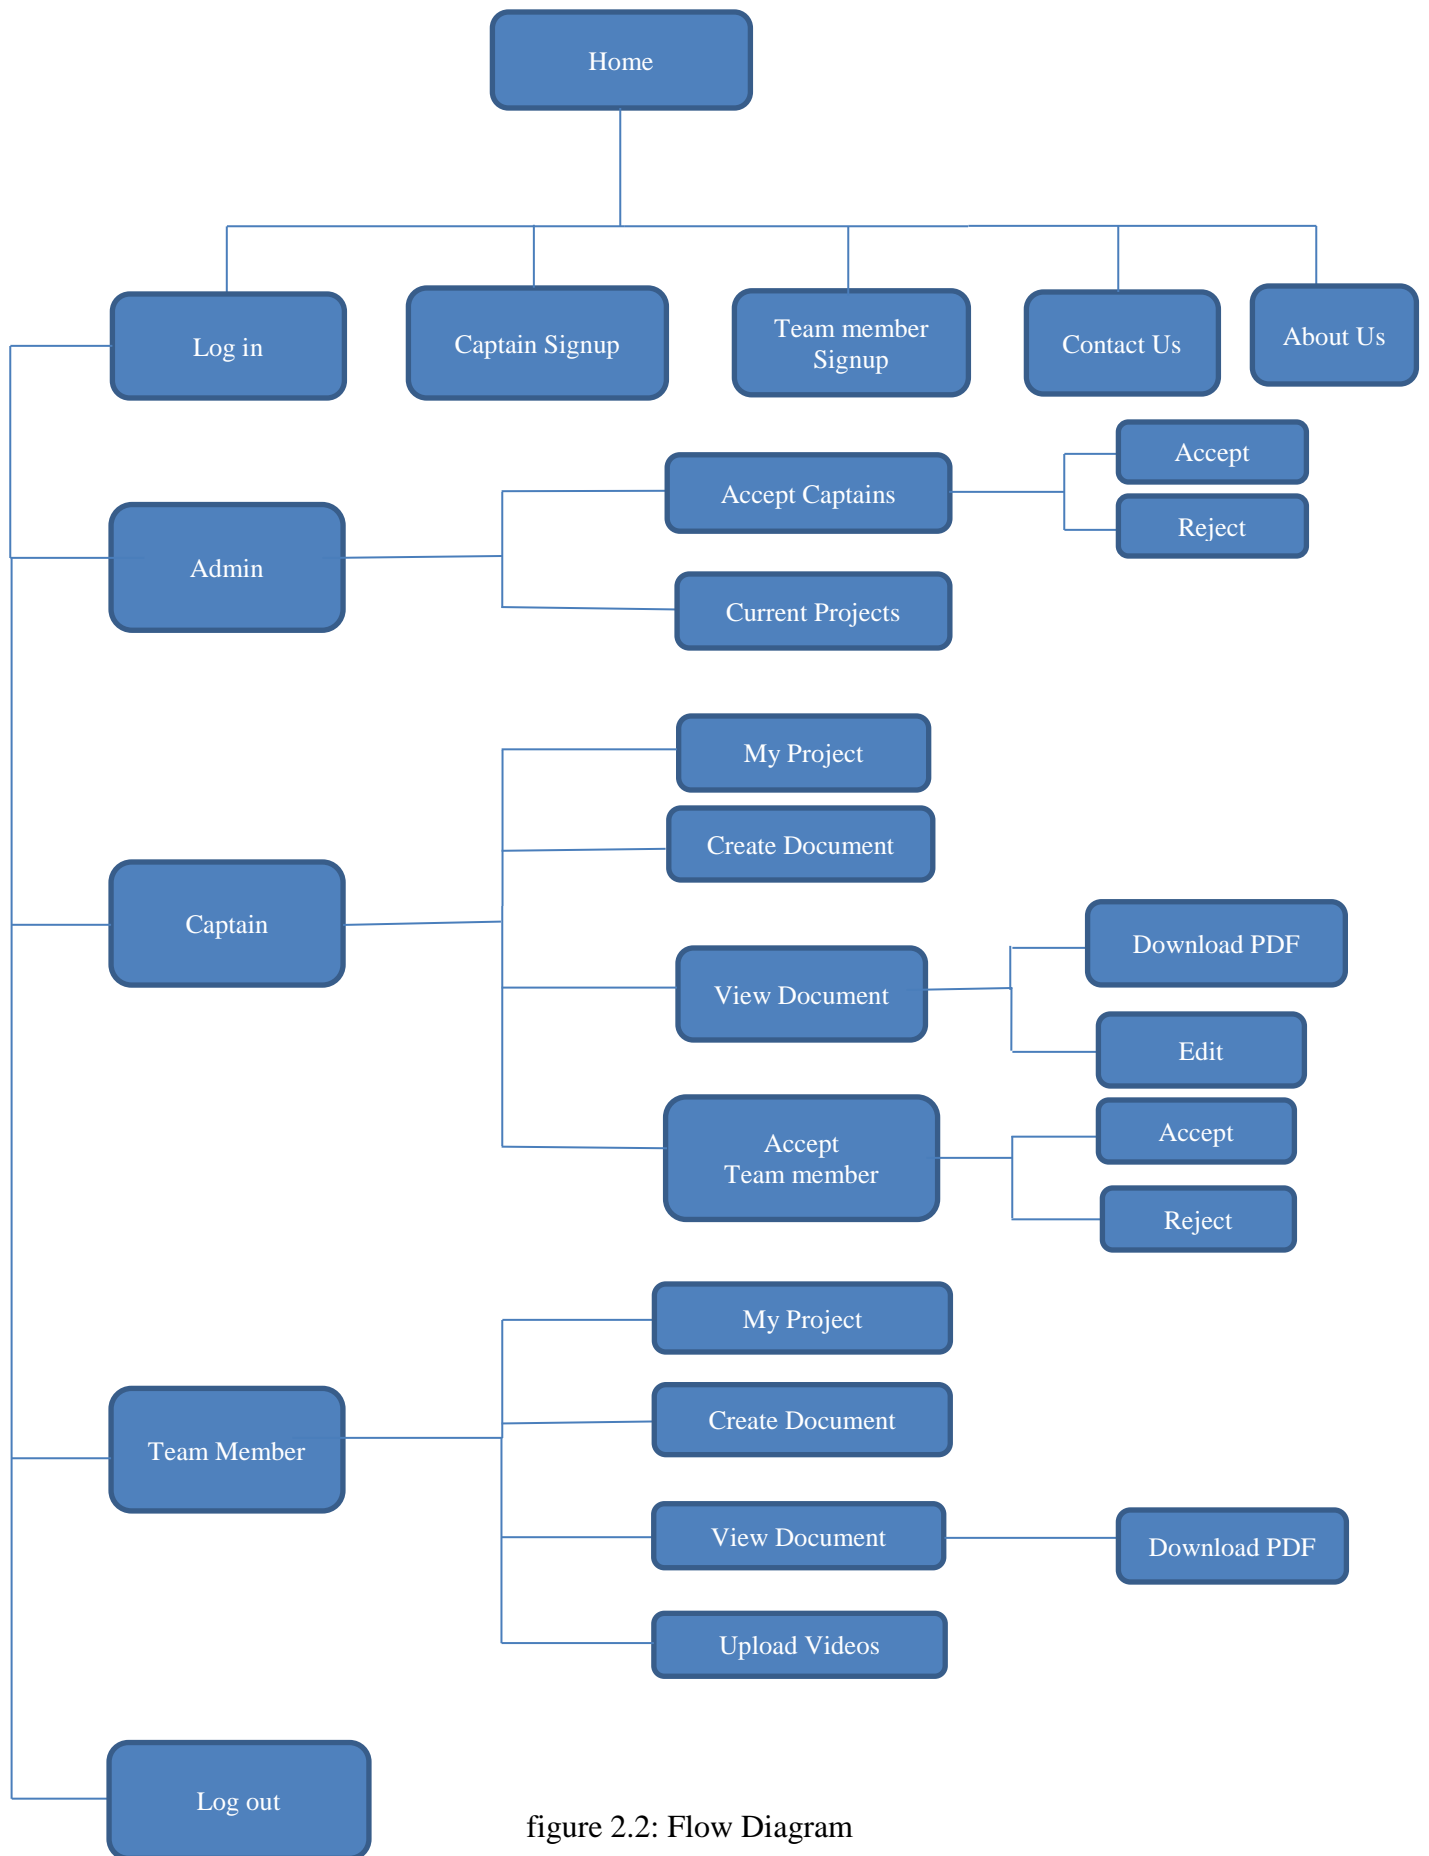 Home
Log in
Captain Signup
Team member
Signup
Contact Us
About Us
Admin
Accept Captains
Accept
Reject
Current Projects
Captain
My Project
Create Document
View Document
Download PDF
Edit
Accept
Team member
Accept
Reject
Team Member
My Project
Create Document
View Document
Download PDF
Upload Videos
Log out
figure 2.2: Flow Diagram